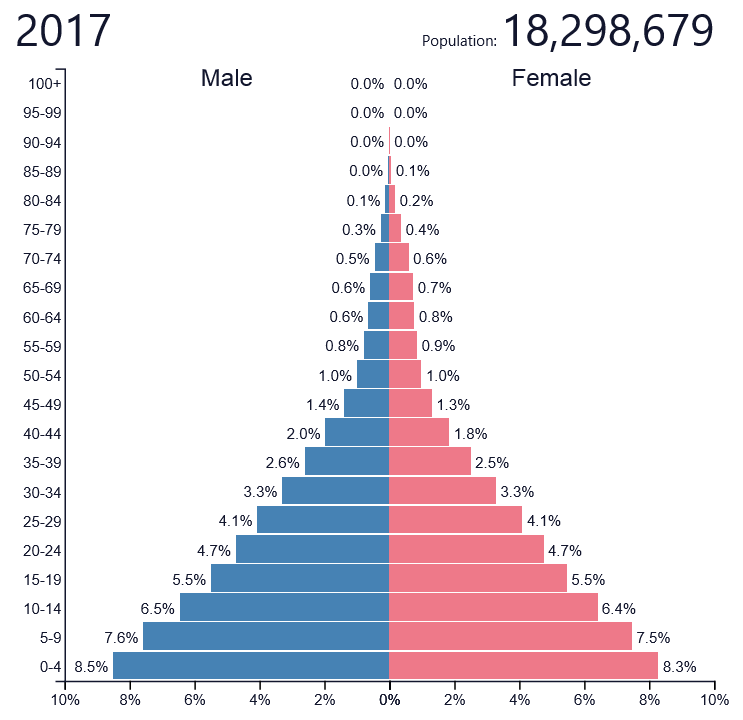 2017
Population: 18,298,679
Male Female
100+ 0.0% 0.0%
95-99 0.0% 0.0%
90-94 0.0% 0.0%
85-89 0.0% 0.1%
80-84 0.1% 0.2%
75-79 0.3% 0.4%
70-74 0.5% 0.6%
65-69 0.6% 0.7%
60-64 0.6% 0.8%
55-59 0.8% 0.9%
50-54 1.0% 1.0%
45-49 1.4% 1.3%
40-44 2.0% 1.8%
35-39 2.6% 2.5%
30-34 3.3% 3.3%
25-29 4.1% 4.1%
20-24 4.7% 4.7%
15-19 5.5% 5.5%
10-14 6.5% 6.4%
5-9 7.6% 7.5%
0-4 8.5% 8.3%
10% 8% 6% 4% 2% 0% 2% 4% 6% 8% 10%